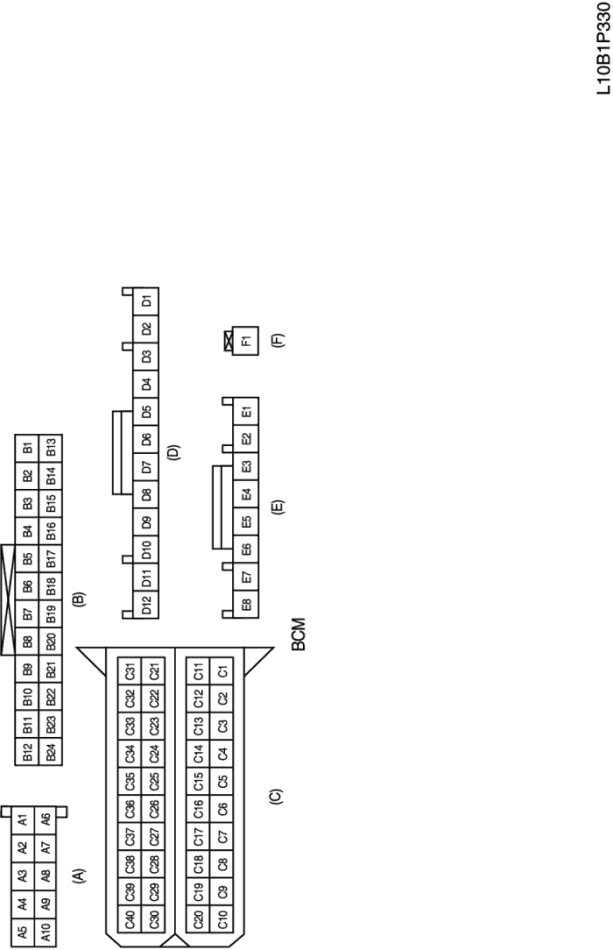 A5 A4 A3 A2 A1
A10 A9 A8 A7 A6
(A)
B12 B11 B10 B9 B8 B7 B6 B5 B4 B3 B2 B1
B24 B23 B22 B21 B20 B19 B18 B17 B16 B15 B14 B13
(B)
C40 C39 C38 C37 C36 C35 C34 C33 C32 C31
C30 C29 C28 C27 C26 C25 C24 C23 C22 C21
C20 C19 C18 C17 C16 C15 C14 C13 C12 C11
C10 C9 C8 C7 C6 C5 C4 C3 C2 C1
(C)
D12 D11 D10 D9 D8 D7 D6 D5 D4 D3 D2 D1
(D)
E8 E7 E6 E5 E4 E3 E2 E1
(E)
F1
(F)
BCM
L10B1P330